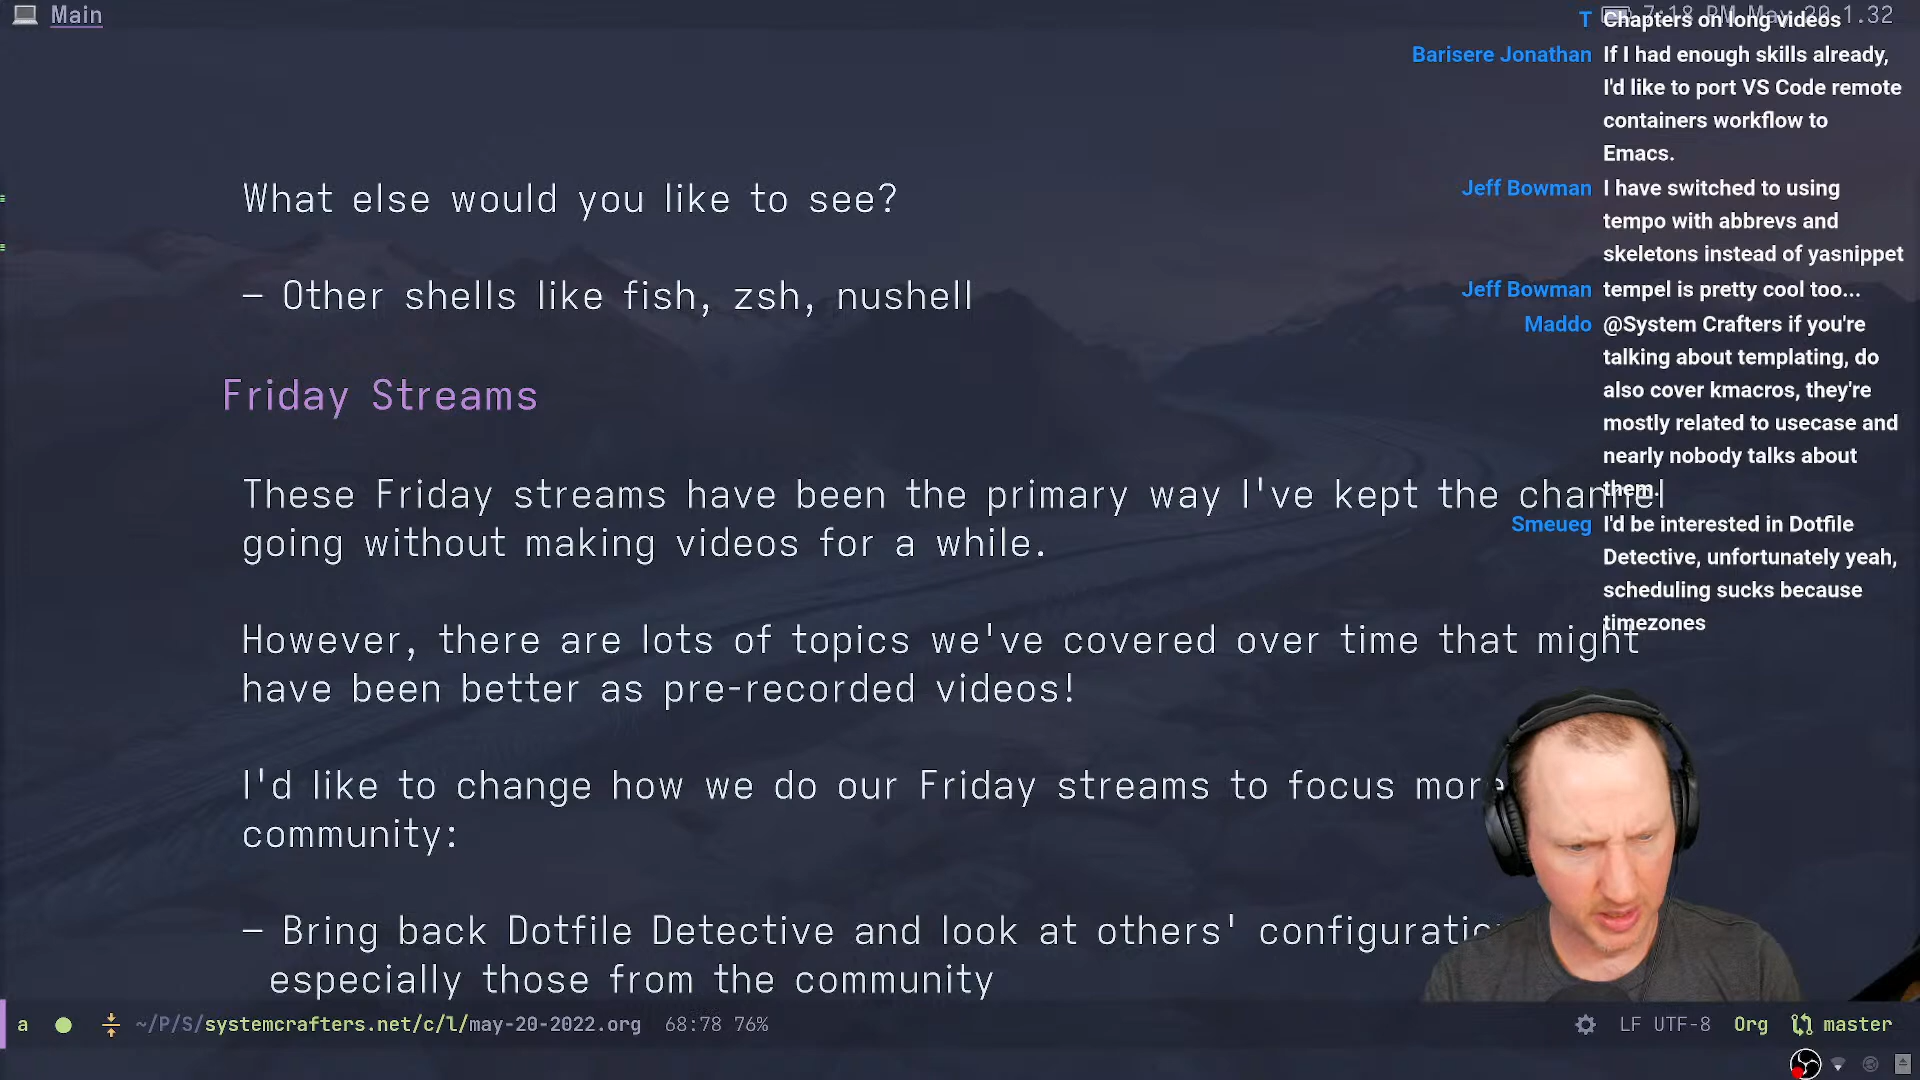 Main
7:18 PM May 20 1.32
T Chapters on long videos
Barisere Jonathan If I had enough skills already,
I'd like to port VS Code remote
containers workflow to
Emacs.
Jeff Bowman I have switched to using
tempo with abbrevs and
skeletons instead of yasnippet
Jeff Bowman tempel is pretty cool too...
Maddo @System Crafters if you're
talking about templating, do
also cover kmacros, they're
mostly related to usecase and
nearly nobody talks about
them.
Smeueg I'd be interested in Dotfile
Detective, unfortunately yeah,
scheduling sucks because
timezones
What else would you like to see?
– Other shells like fish, zsh, nushell
Friday Streams
These Friday streams have been the primary way I've kept the channel
going without making videos for a while.
However, there are lots of topics we've covered over time that might
have been better as pre-recorded videos!
I'd like to change how we do our Friday streams to focus more
community:
– Bring back Dotfile Detective and look at others' configuratio
especially those from the community
a ~/P/S/systemcrafters.net/c/l/may-20-2022.org 68:78 76%
LF UTF-8 Org master